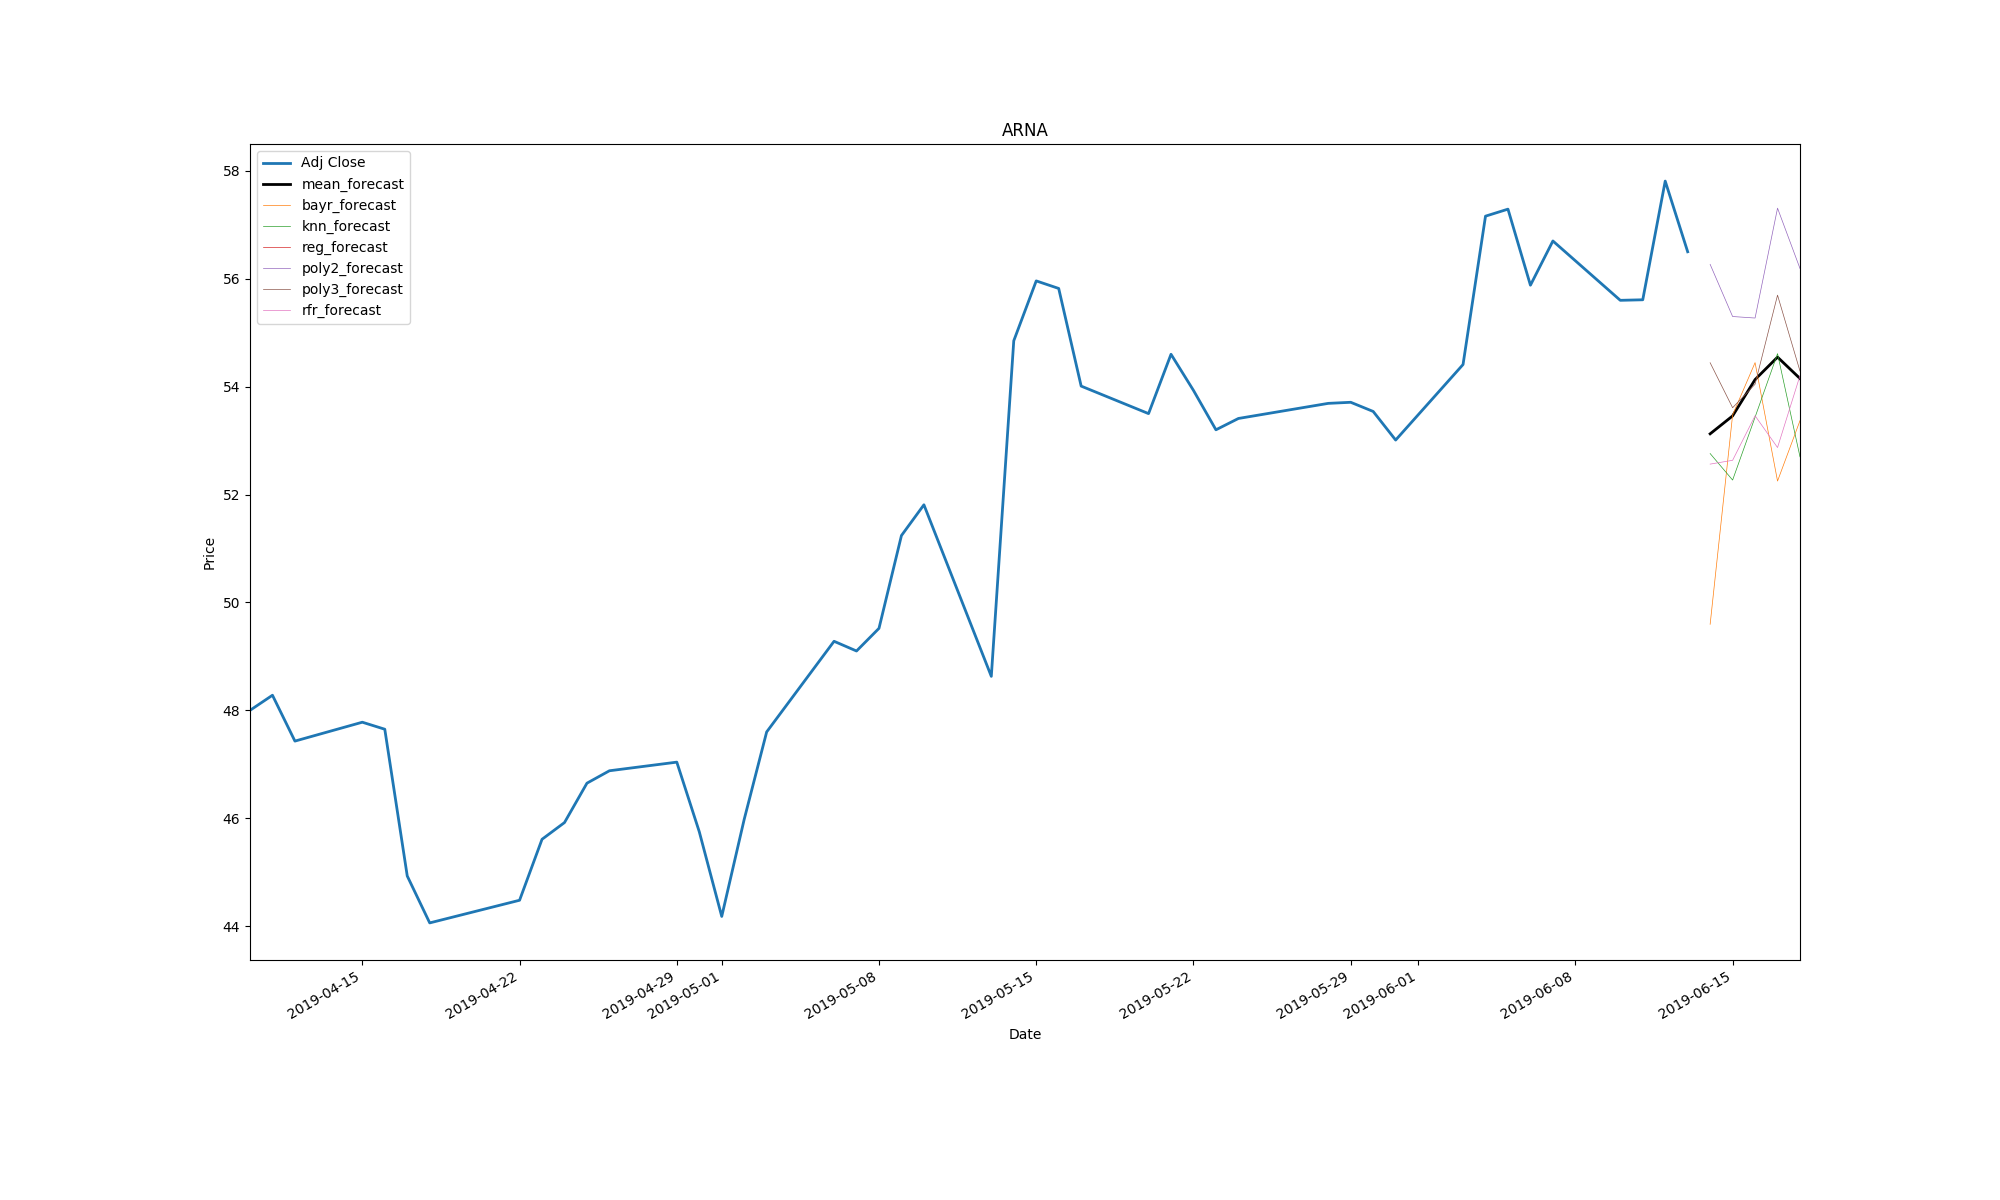 ARNA
Adj Close
mean_forecast
bayr_forecast
knn_forecast
reg_forecast
poly2_forecast
poly3_forecast
rfr_forecast
58
56
54
52
50
48
46
44
Price
2019-04-15
2019-04-22
2019-04-29
2019-05-01
2019-05-08
2019-05-15
2019-05-22
2019-05-29
2019-06-01
2019-06-08
2019-06-15
Date